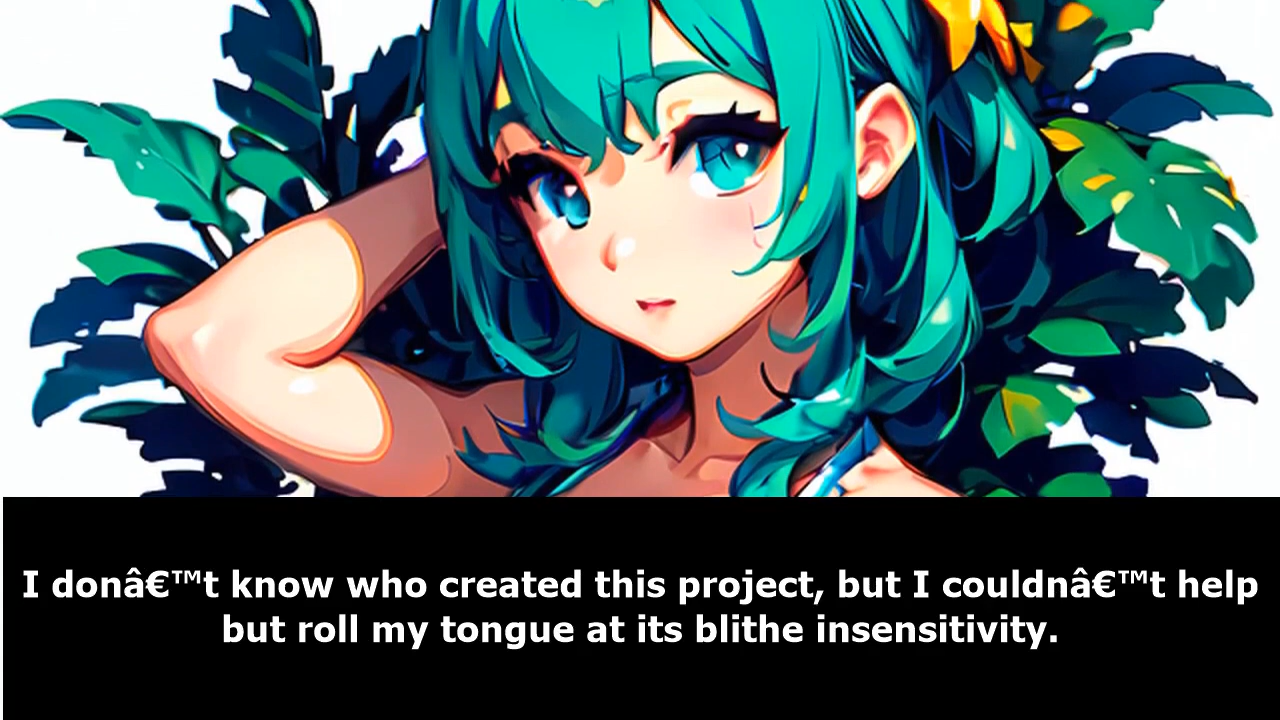 I donâ€™t know who created this project, but I couldnâ€™t help
but roll my tongue at its blithe insensitivity.